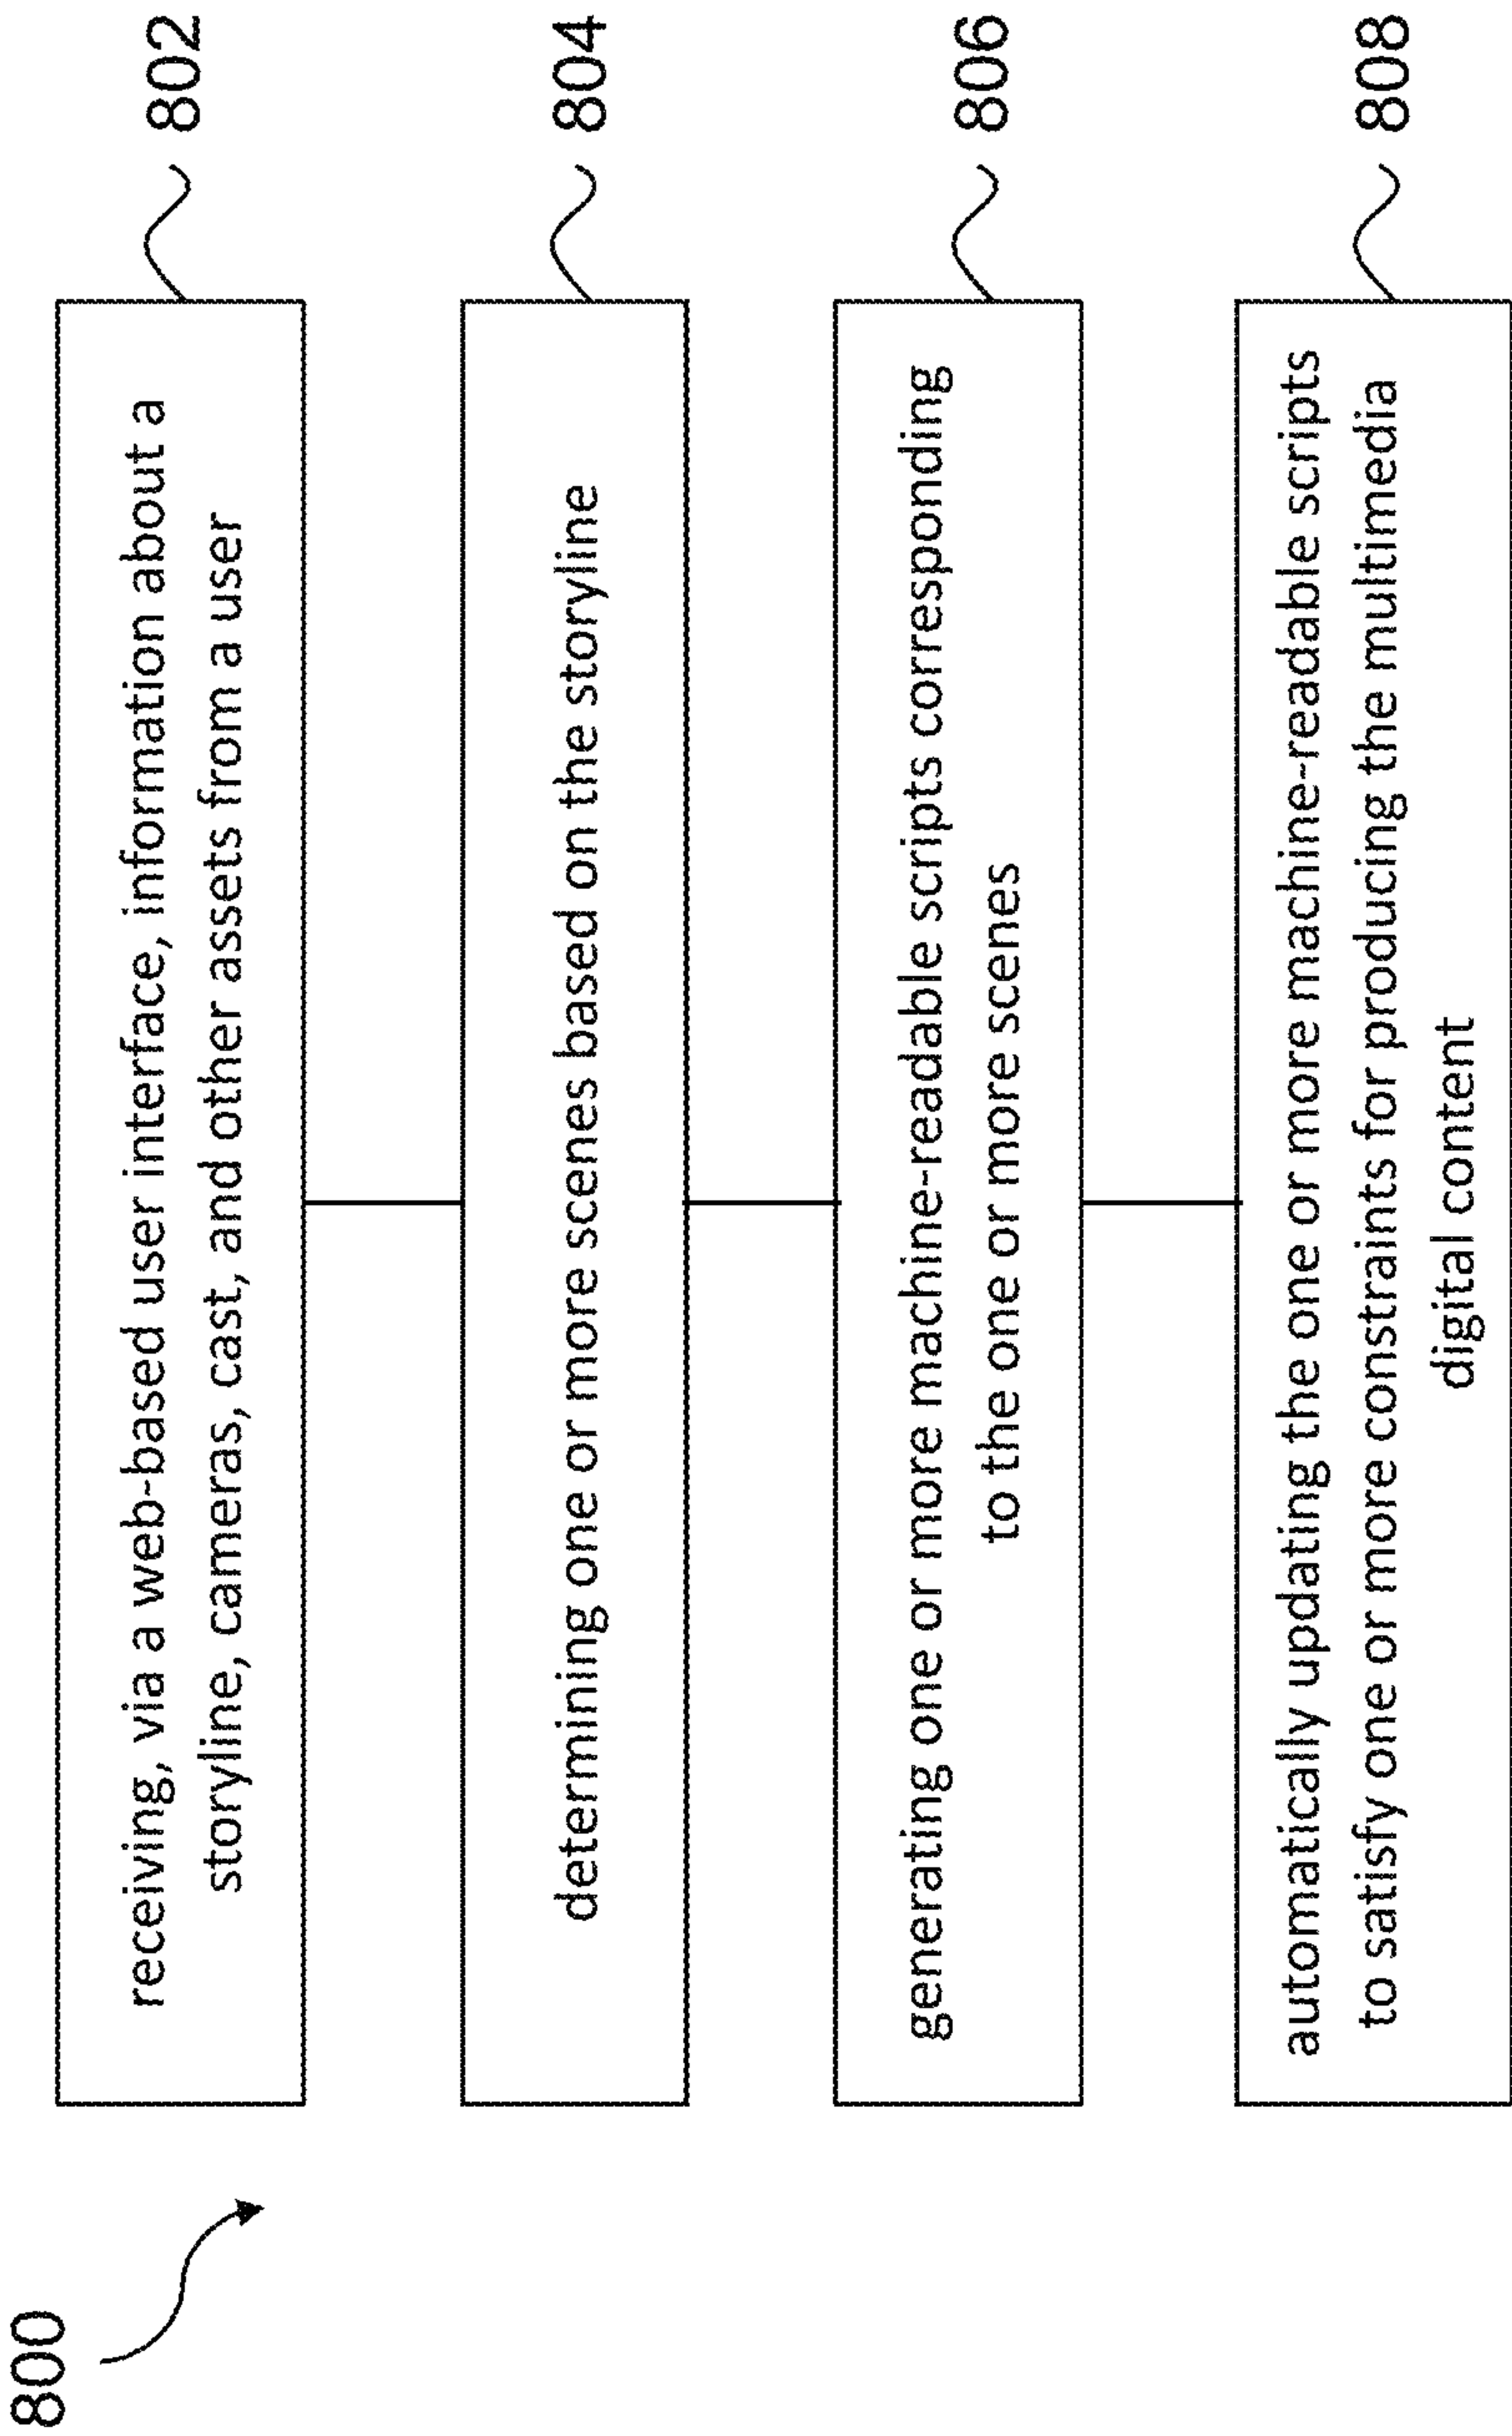 800
receiving, via a web-based user interface, information about a
storyline, cameras, cast, and other assets from a user
802
determining one or more scenes based on the storyline
804
generating one or more machine-readable scripts corresponding
to the one or more scenes
806
automatically updating the one or more machine-readable scripts
to satisfy one or more constraints for producing the multimedia
digital content
808